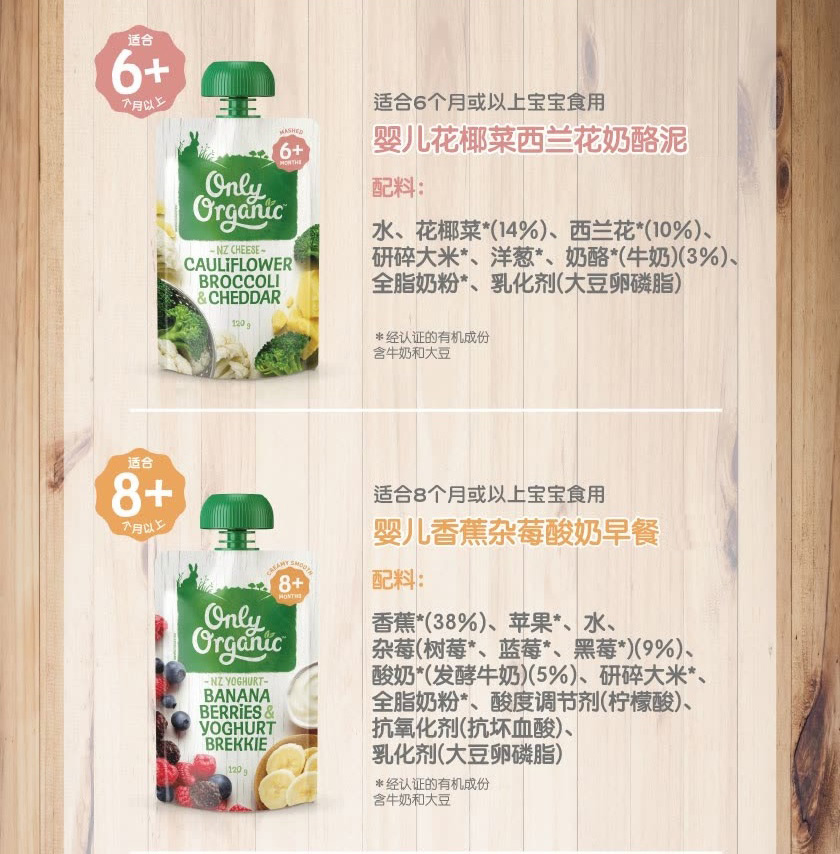 适合
6+
个月以上
MASHED
6+
MONTHS
Only
Organic™
-NZ CHEESE-
CAULiFLOWER
BROCCOLI
&CHEDDAR
120g
适合6个月或以上宝宝食用
婴儿花椰菜西兰花奶酪泥
配料:
水、花椰菜*(14%)、西兰花*(10%)、
研碎大米*、洋葱*、奶酪*(牛奶)(3%)、
全脂奶粉*、乳化剂(大豆卵磷脂)
*经认证的有机成份
含牛奶和大豆
适合
8+
个月以上
CREAMY SMOOTH
8+
MONTHS
Only
Organic™
-NZ YOGHURT-
BANANA
BERRiES &
YOGHURT
BREKKIE
120g
适合8个月或以上宝宝食用
婴儿香蕉杂莓酸奶早餐
配料:
香蕉*(38%)、苹果*、水、
杂莓(树莓*、蓝莓*、黑莓*)(9%)、
酸奶*(发酵牛奶)(5%)、研碎大米*、
全脂奶粉*、酸度调节剂(柠檬酸)、
抗氧化剂(抗坏血酸)、
乳化剂(大豆卵磷脂)
*经认证的有机成份
含牛奶和大豆